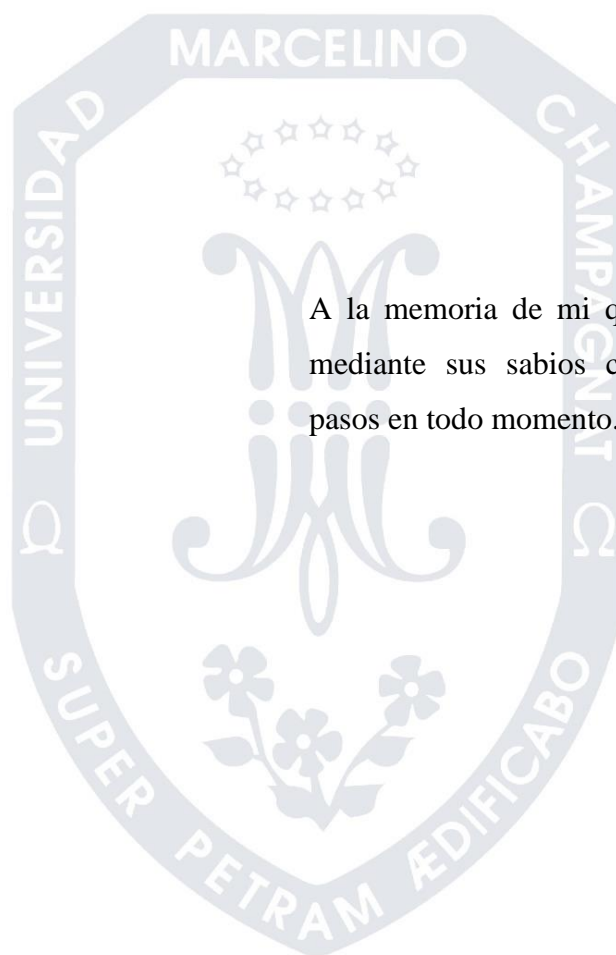 MARCELINO
UNIVERSIDAD
CHAMPAGNAT
A la memoria de mi
mediante sus sabios
pasos en todo momento.
Ω
Ω
SUPER PETRAM ÆDIFICABO